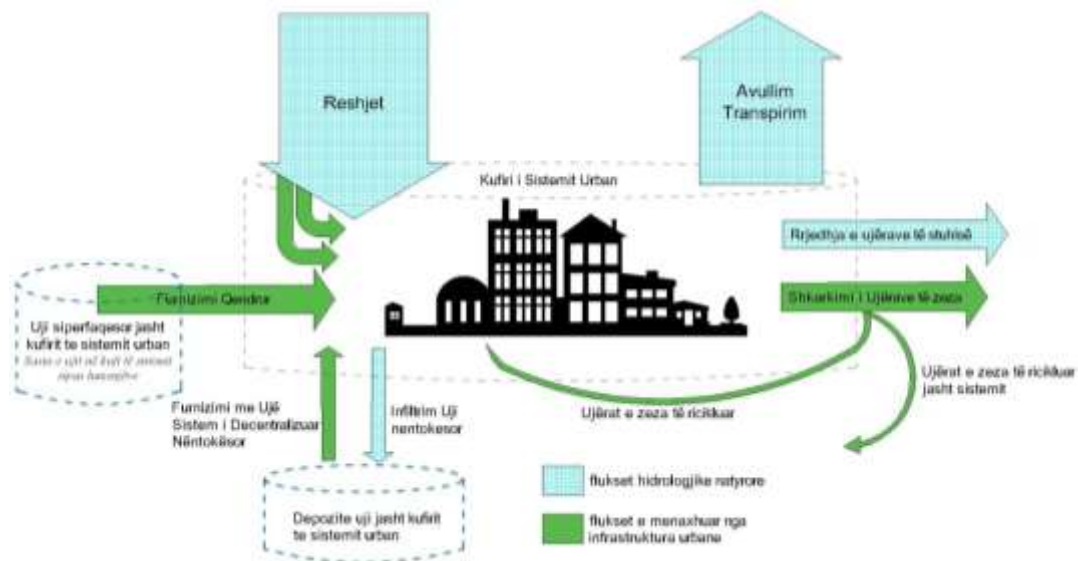 Reshjet
Avullim
Transpirim
Kufiri i Sistemit Urban
Rrjedhja e ujërave të stuhisë
Furnizimi Qendror
Shkarkimi i Ujërave të zeza
Uji siperfaqesor jasht
kufirit te sistemit urban
Furnizimi me Ujë
Sistem i Decentralizuar
Nëntokësor
Infiltrim Uji
nentokesor
Ujërat e zeza të ricikluar
Ujërat e zeza të ricikluar
jasht sistemit
Depozite uji jasht kufirit
te sistemit urban
flukset hidrologjike natyrore
flukset e menaxhuar nga
infrastruktura urbane